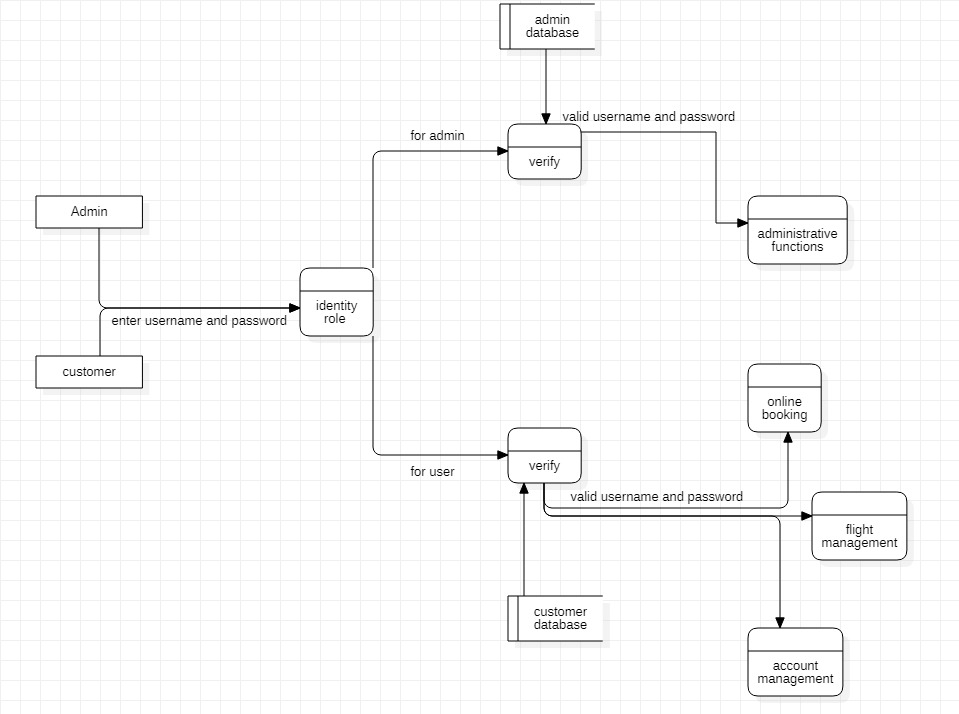 admin
database
valid username and password
for admin
verify
Admin
administrative
functions
identity
role
enter username and password
customer
online
booking
verify
for user
valid username and password
flight
management
customer
database
account
management